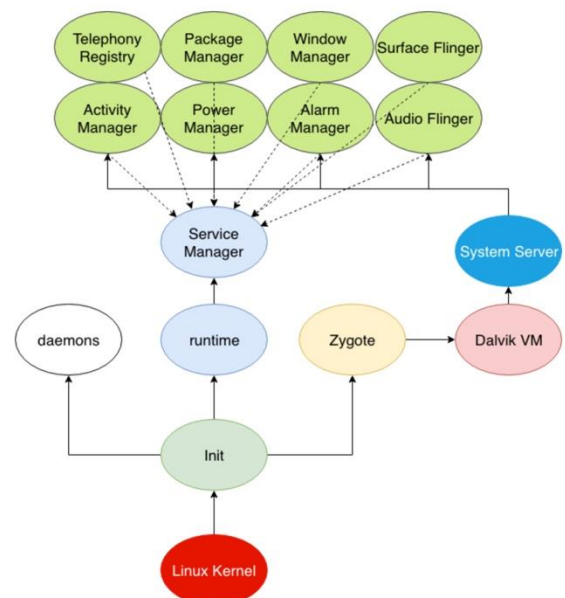 Telephony
Registry
Package
Manager
Window
Manager
Surface Flinger
Activity
Manager
Power
Manager
Alarm
Manager
Audio Flinger
Service
Manager
System Server
daemons
runtime
Zygote
Dalvik VM
Init
Linux Kernel